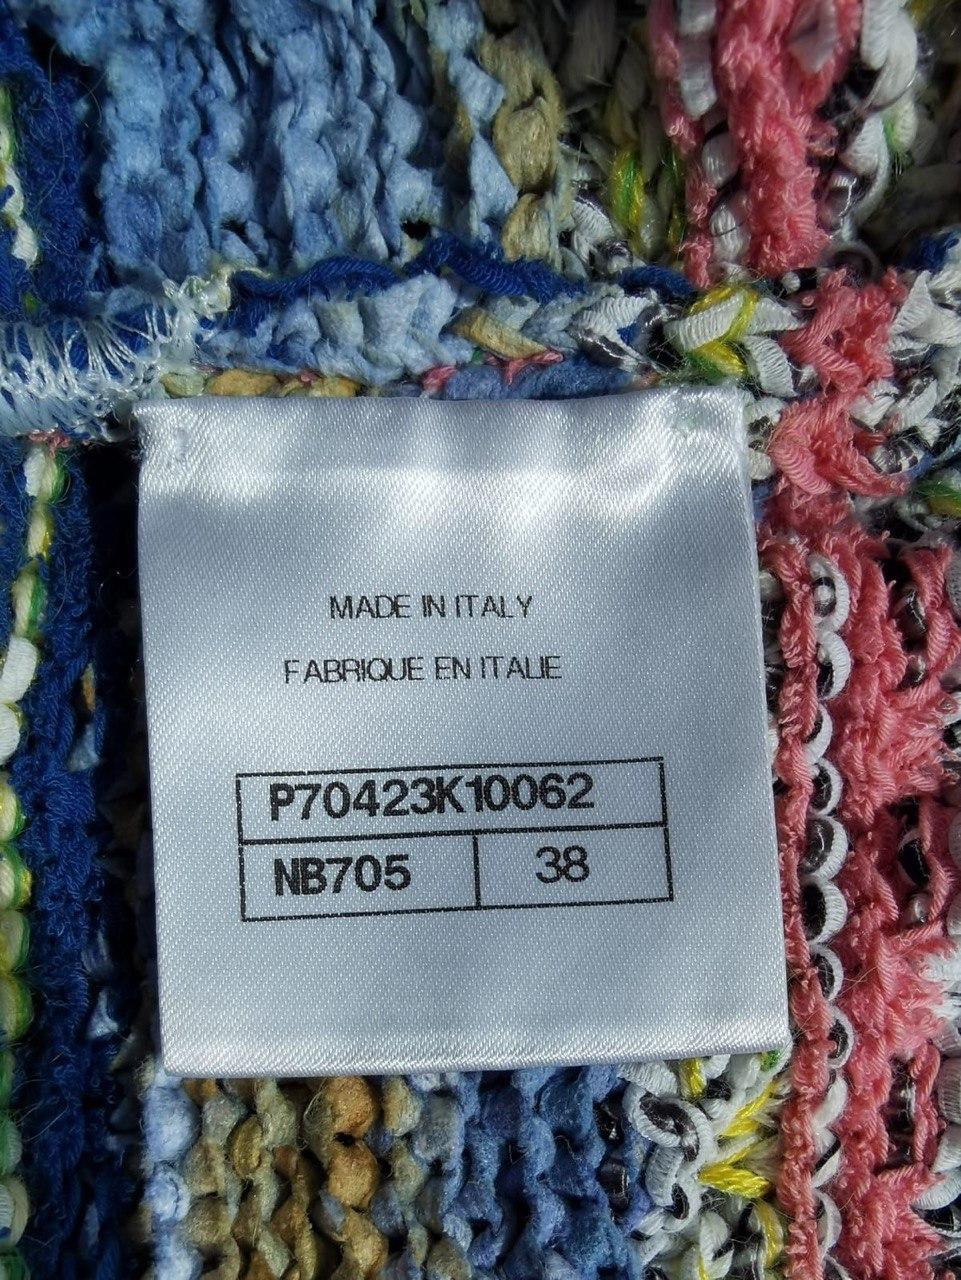 MADE IN ITALY
FABRIQUE EN ITALIE
P70423K10062
NB705 38